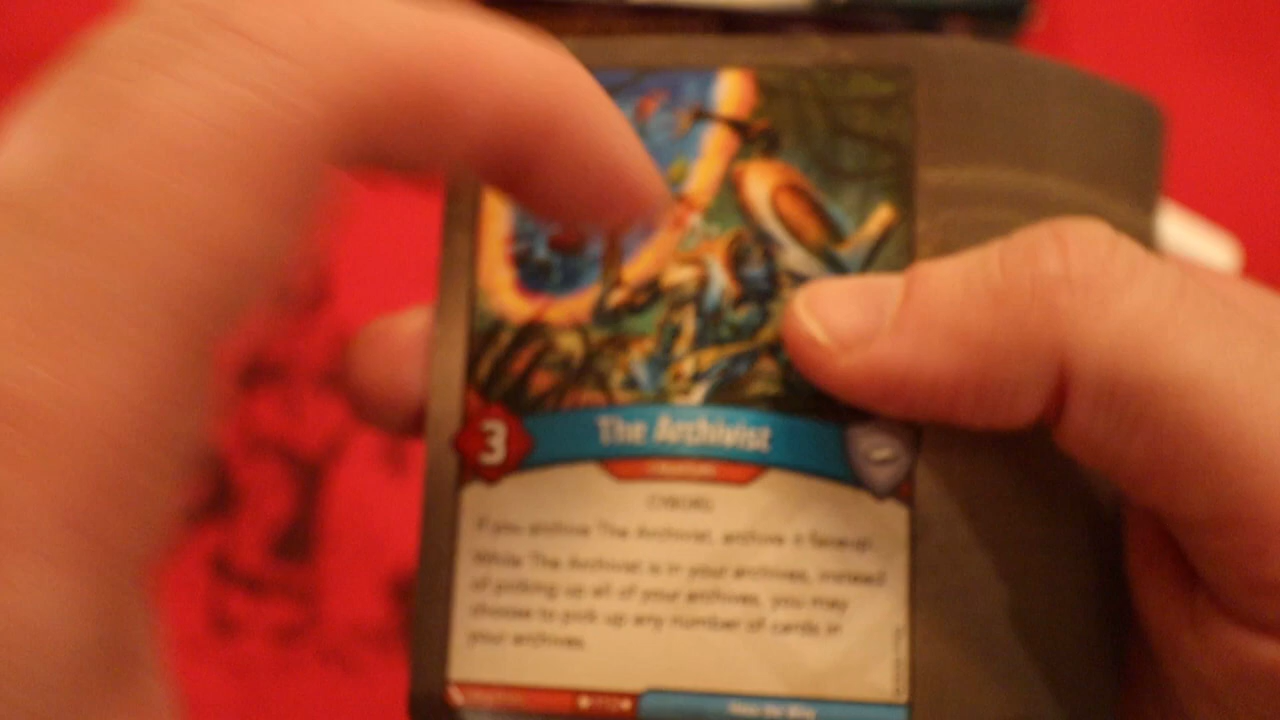 3
The Archivist
CYBORG
If you archive The Archivist, archive it faceup.
While The Archivist is in your archives, instead
of picking up all of your archives, you may
choose to pick up any number of cards in
your archives.